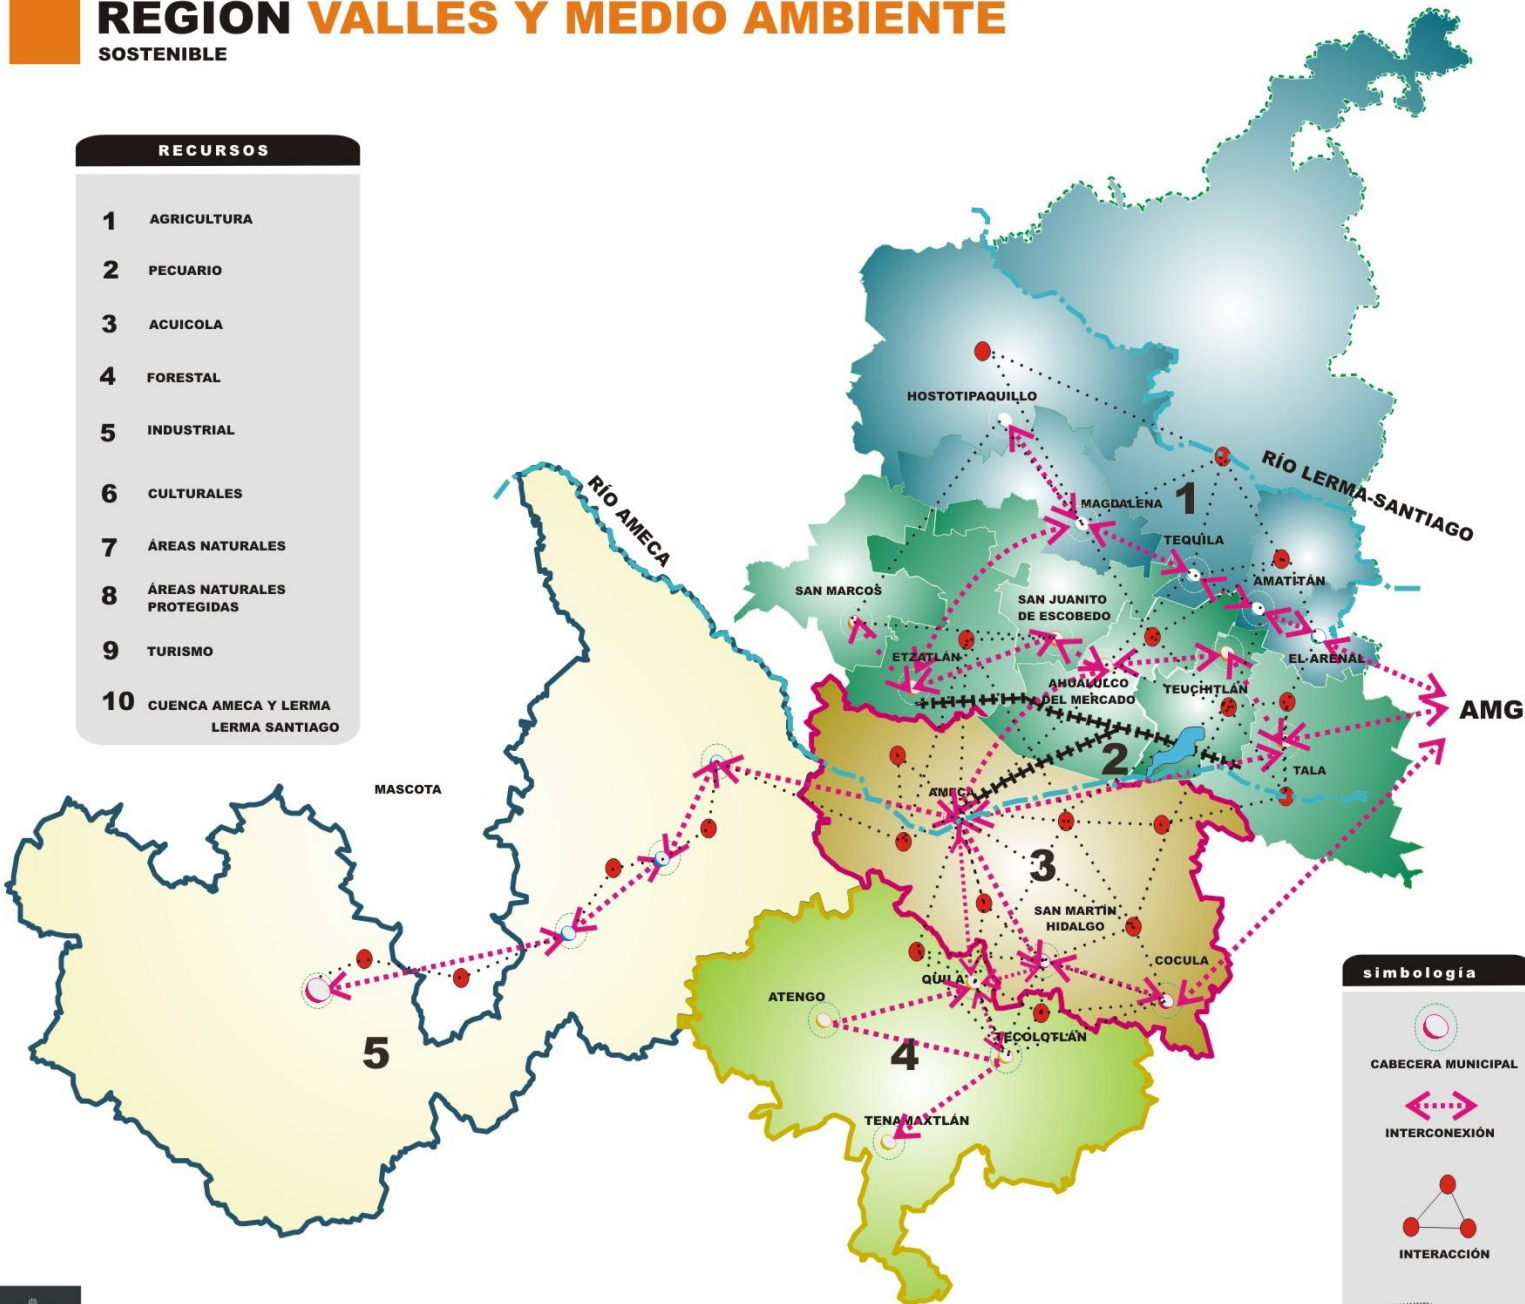 REGION VALLES Y MEDIO AMBIENTE
SOSTENIBLE
RECURSOS
1 AGRICULTURA
2 PECUARIO
3 ACUICOLA
4 FORESTAL
5 INDUSTRIAL
6 CULTURALES
7 ÁREAS NATURALES
8 ÁREAS NATURALES
PROTEGIDAS
9 TURISMO
10 CUENCA AMECA Y LERMA
LERMA SANTIAGO
HOSTOTIPAQUILLO
RÍO LERMA-SANTIAGO
MAGDALENA
1
TEQUILA
RÍO AMECA
AMATITÁN
SAN MARCOS
SAN JUANITO
DE ESCOBEDO
ETZATLÁN
EL ARENAL
AHUALULCO
DEL MERCADO
TEUCHITLÁN
AMG
2
TALA
MASCOTA
AMECA
3
SAN MARTÍN
HIDALGO
COCULA
QUILA
ATENGO
TECOLOTLÁN
4
5
TENAMAXTLÁN
simbología
CABECERA MUNICIPAL
INTERCONEXIÓN
INTERACCIÓN